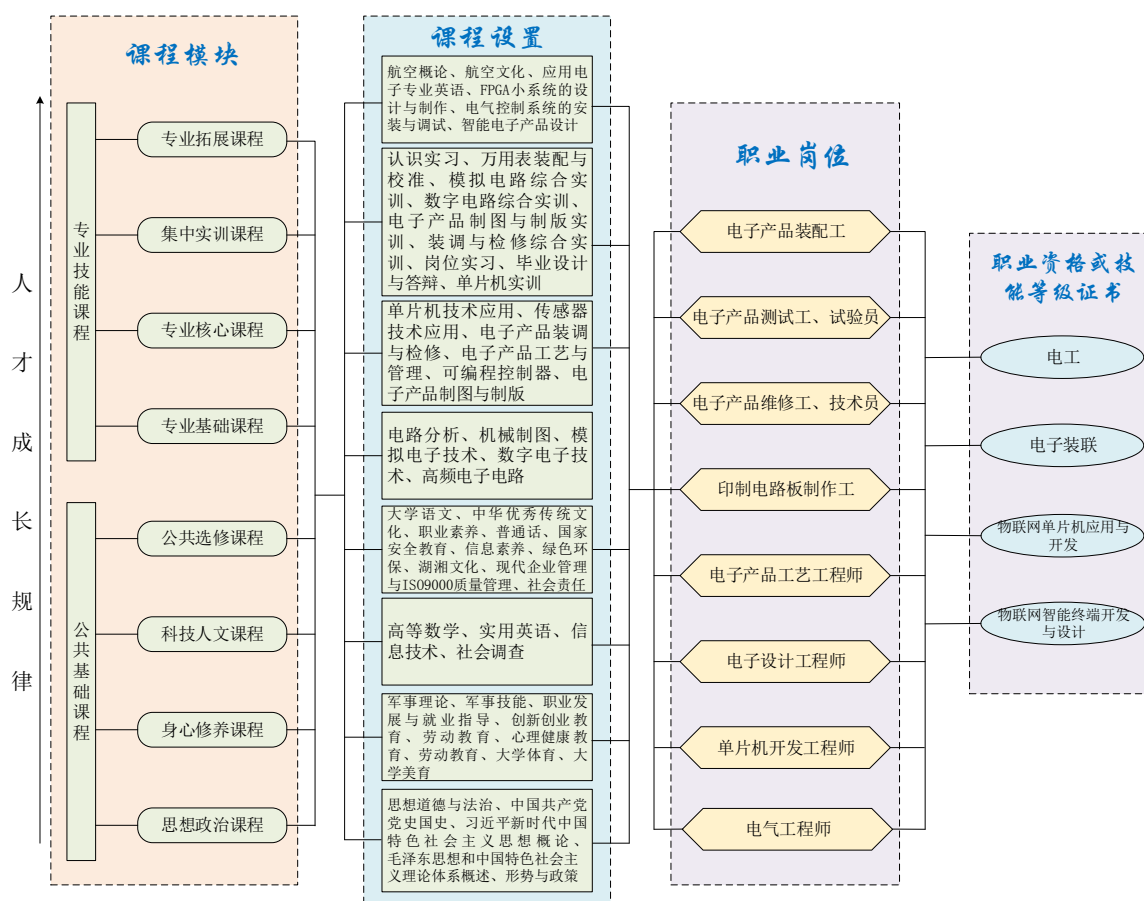 人
才
成
长
规
律
课程模块
专业技能课程
专业拓展课程
集中实训课程
专业核心课程
专业基础课程
公共基础课程
公共选修课程
科技人文课程
身心修养课程
思想政治课程
课程设置
航空概论、航空文化、应用电
子专业英语、FPGA小系统的设
计与制作、电气控制系统的安
装与调试、智能电子产品设计
认识实习、万用表装配与
校准、模拟电路综合实
训、数字电路综合实训、
电子产品制图与制版实
训、装调与检修综合实
训、岗位实习、毕业设计
与答辩、单片机实训
单片机技术应用、传感器
技术应用、电子产品装调
与检修、电子产品工艺与
管理、可编程控制器、电
子产品制图与制版
电路分析、机械制图、模
拟电子技术、数字电子技
术、高频电子电路
大学语文、中华优秀传统文
化、职业素养、普通话、国家
安全教育、信息素养、绿色环
保、湖湘文化、现代企业管理
与ISO9000质量管理、社会责任
高等数学、实用英语、信
息技术、社会调查
军事理论、军事技能、职业发
展与就业指导、创新创业教
育、劳动教育、心理健康教
育、劳动教育、大学体育、大
学美育
思想道德与法治、中国共产党
党史国史、习近平新时代中国
特色社会主义思想概论、
毛泽东思想和中国特色社会主
义理论体系概述、形势与政策
职业岗位
电子产品装配工
电子产品测试工、试验员
电子产品维修工、技术员
印制电路板制作工
电子产品工艺工程师
电子设计工程师
单片机开发工程师
电气工程师
职业资格或技
能等级证书
电工
电子装联
物联网单片机应用与
开发
物联网智能终端开发
与设计